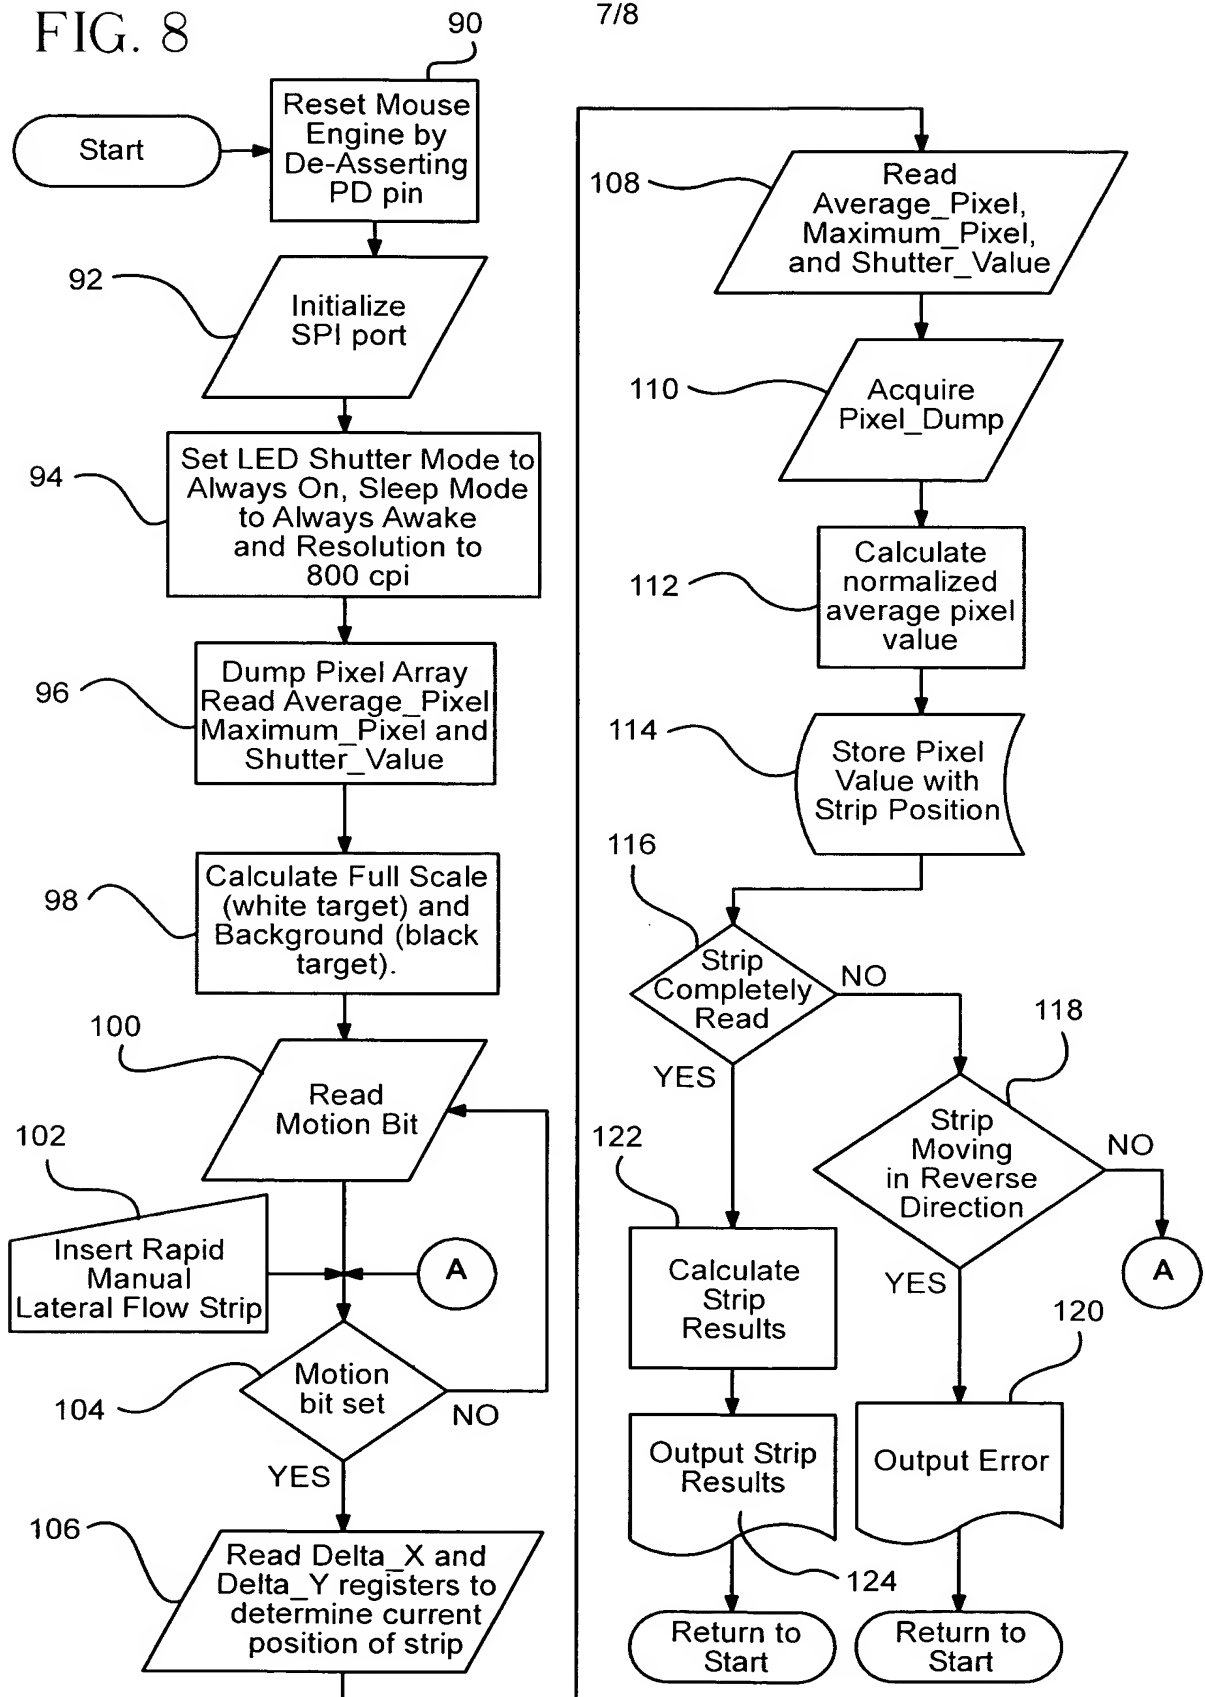 FIG. 8
7/8
90
Start
Reset Mouse
Engine by
De-Asserting
PD pin
92
Initialize
SPI port
94
Set LED Shutter Mode to
Always On, Sleep Mode
to Always Awake
and Resolution to
800 cpi
96
Dump Pixel Array
Read Average_Pixel
Maximum_Pixel and
Shutter_Value
98
Calculate Full Scale
(white target) and
Background (black
target).
100
Read
Motion Bit
102
Insert Rapid
Manual
Lateral Flow Strip
A
104
Motion
bit set
NO
YES
106
Read Delta_X and
Delta_Y registers to
determine current
position of strip
108
Read
Average_Pixel,
Maximum_Pixel,
and Shutter_Value
110
Acquire
Pixel_Dump
112
Calculate
normalized
average pixel
value
114
Store Pixel
Value with
Strip Position
116
Strip
Completely
Read
NO
YES
118
Strip
Moving
in Reverse
Direction
NO
A
YES
122
Calculate
Strip
Results
120
Output Strip
Results
124
Output Error
Return to
Start
Return to
Start